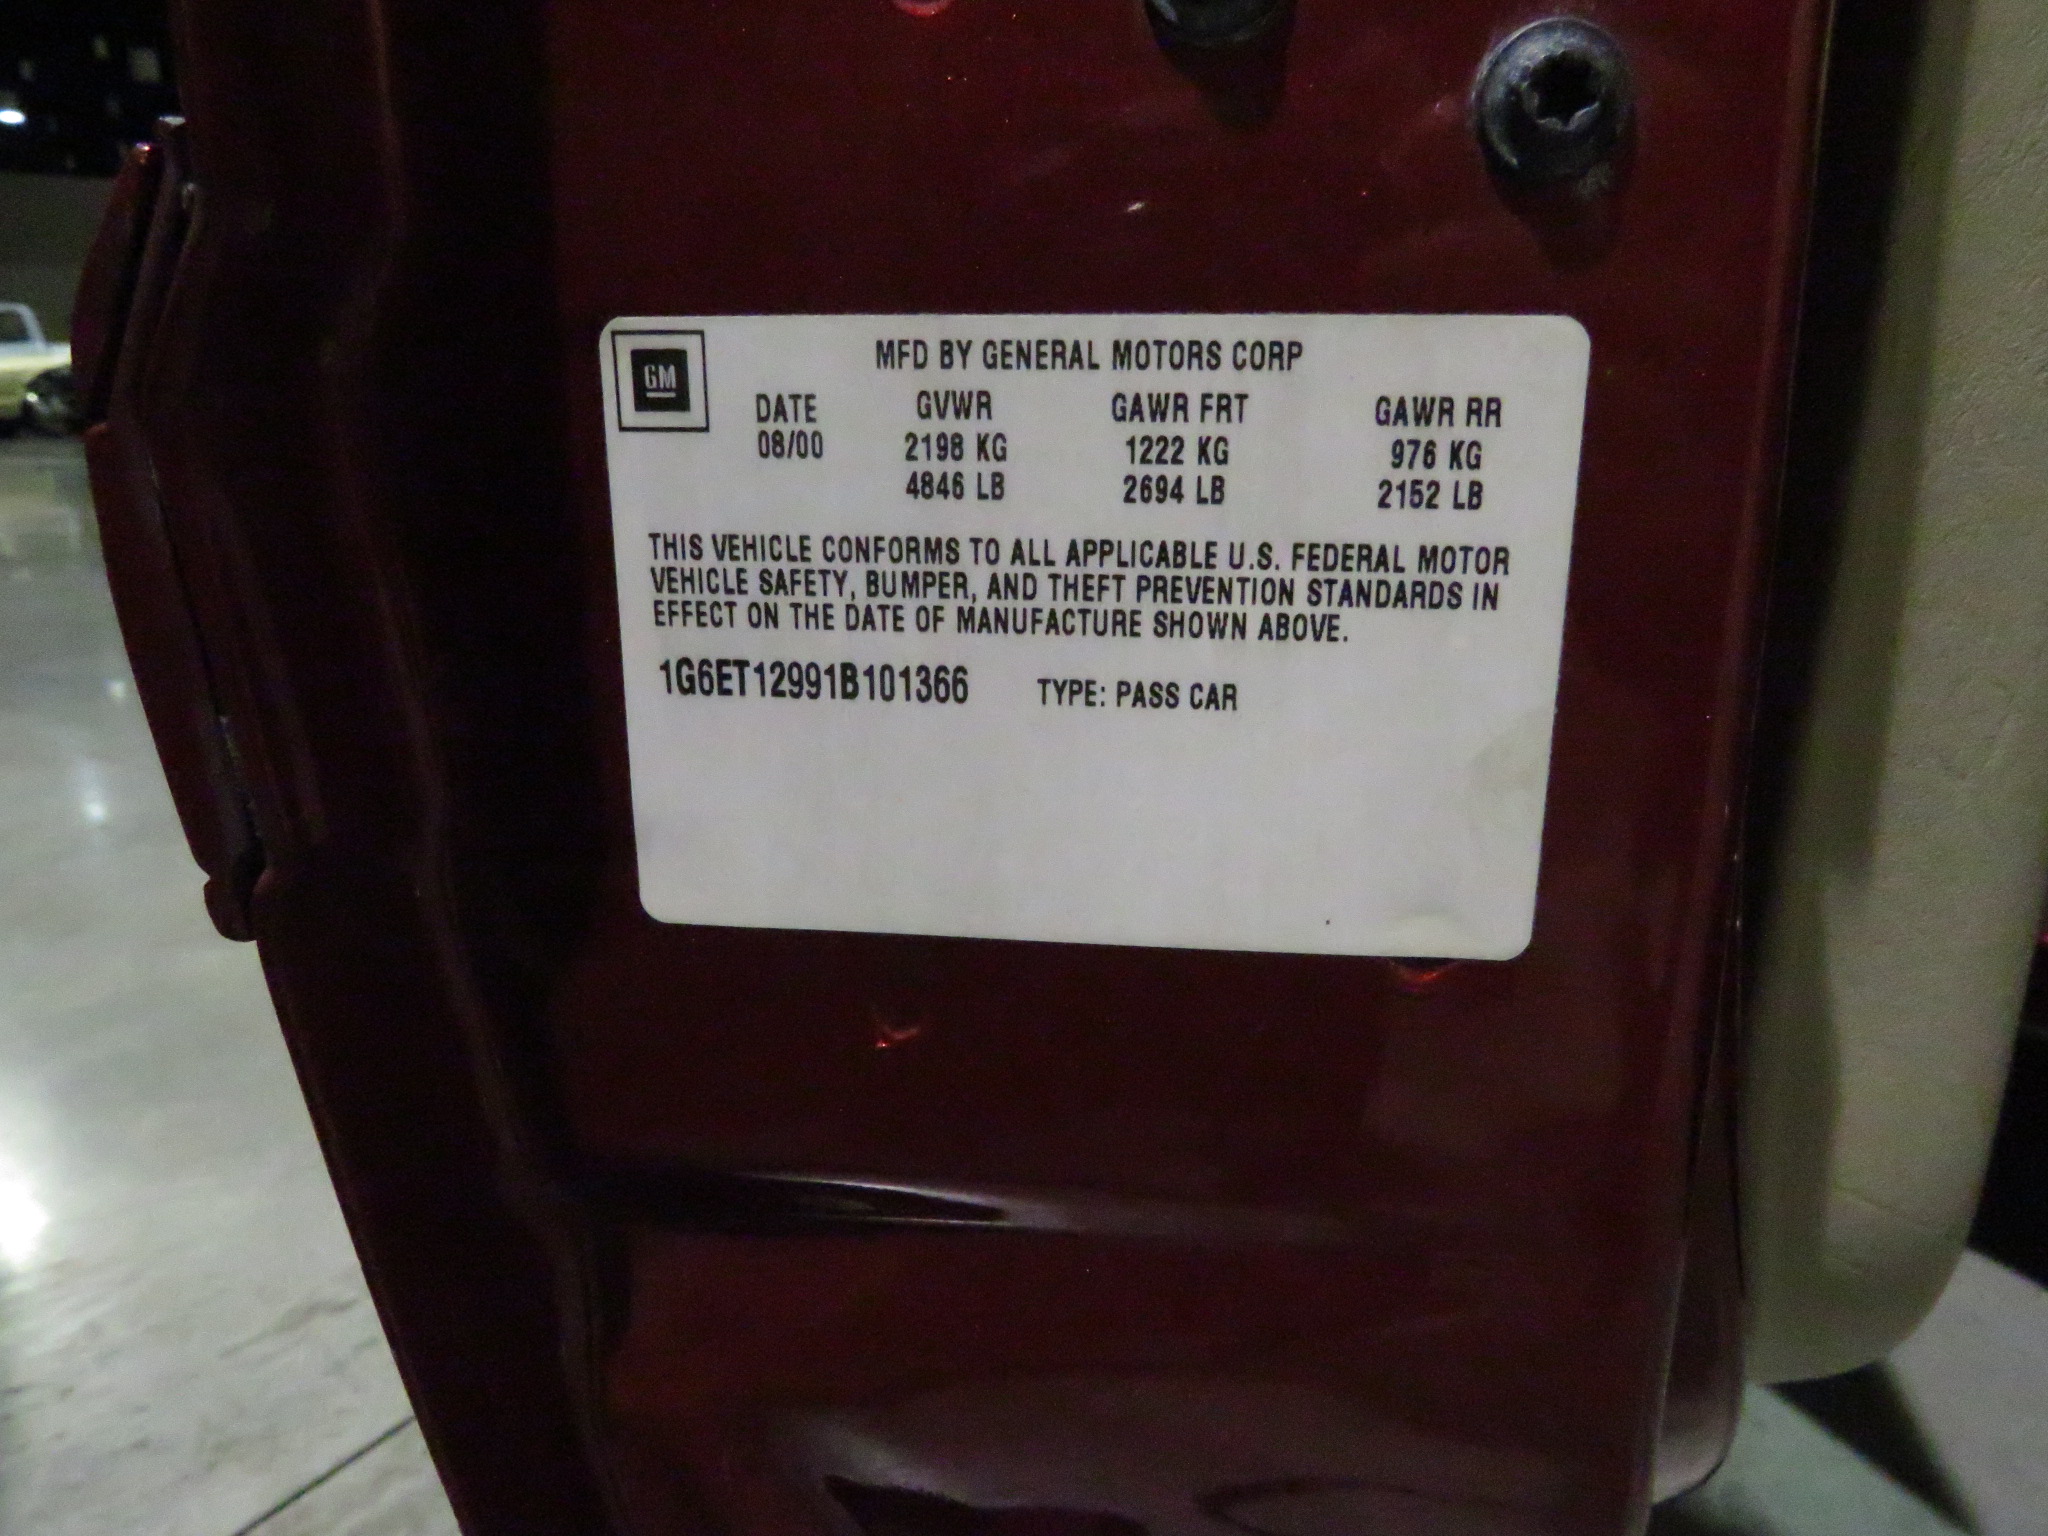 GM
MFD BY GENERAL MOTORS CORP
DATE GVWR GAWR FRT GAWR RR
08/00 2198 KG 1222 KG 976 KG
4846 LB 2694 LB 2152 LB
THIS VEHICLE CONFORMS TO ALL APPLICABLE U.S. FEDERAL MOTOR
VEHICLE SAFETY, BUMPER, AND THEFT PREVENTION STANDARDS IN
EFFECT ON THE DATE OF MANUFACTURE SHOWN ABOVE.
1G6ET12991B101366 TYPE: PASS CAR